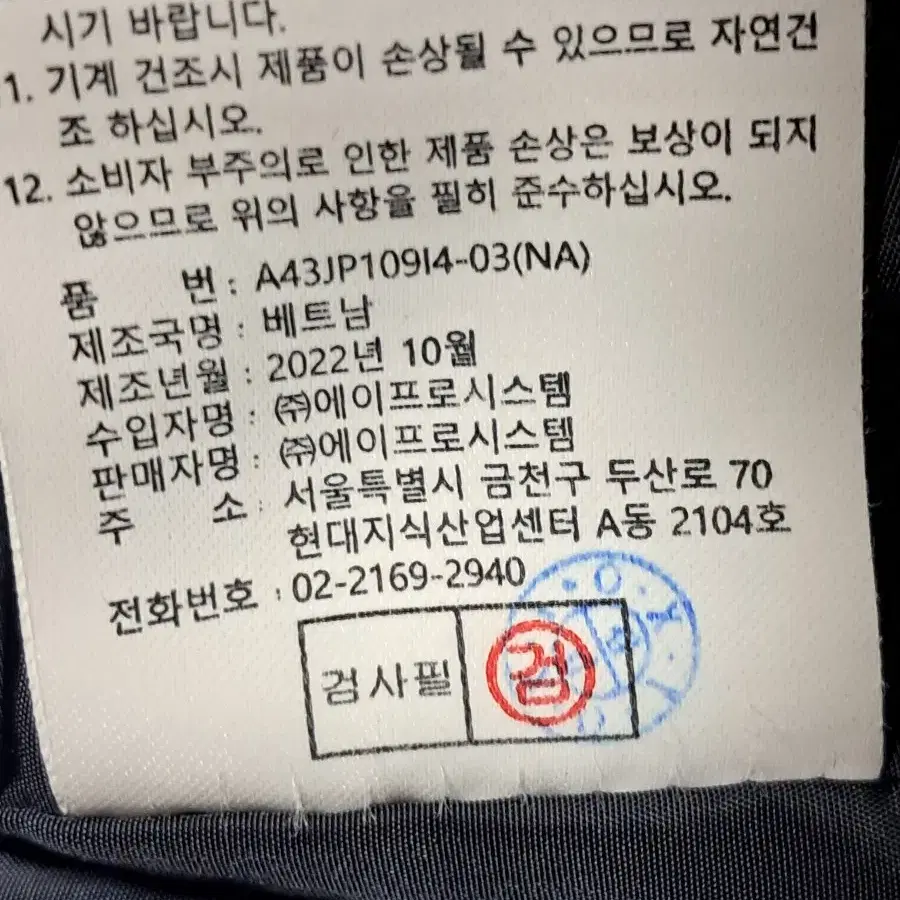 시기 바랍니다.
11. 기계 건조시 제품이 손상될 수 있으므로 자연건
조 하십시오.
12. 소비자 부주의로 인한 제품 손상은 보상이 되지
않으므로 위의 사항을 필히 준수하십시오.
품 번 : A43JP109I4-03(NA)
제조국명 : 베트남
제조년월 : 2022년 10월
수입자명 : ㈜에이프로시스템
판매자명 : ㈜에이프로시스템
주 소 : 서울특별시 금천구 두산로 70
현대지식산업센터 A동 2104호
전화번호 : 02-2169-2940
검사필 검